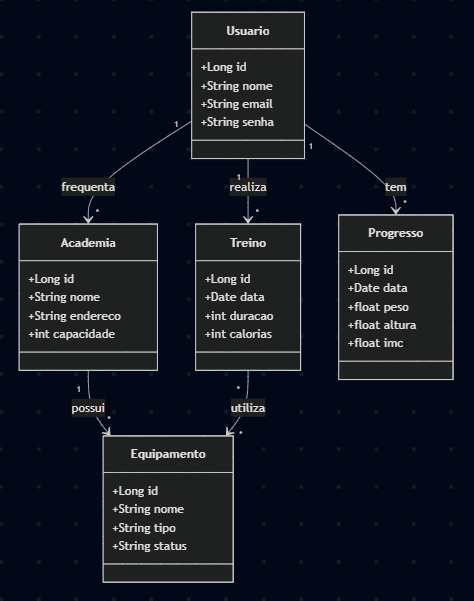 Usuario
+Long id
+String nome
+String email
+String senha
1
1
1
frequenta
realiza
tem
*
*
*
Academia
+Long id
+String nome
+String endereco
+int capacidade
Treino
+Long id
+Date data
+int duracao
+int calorias
Progresso
+Long id
+Date data
+float peso
+float altura
+float imc
1
*
possui
utiliza
*
*
Equipamento
+Long id
+String nome
+String tipo
+String status